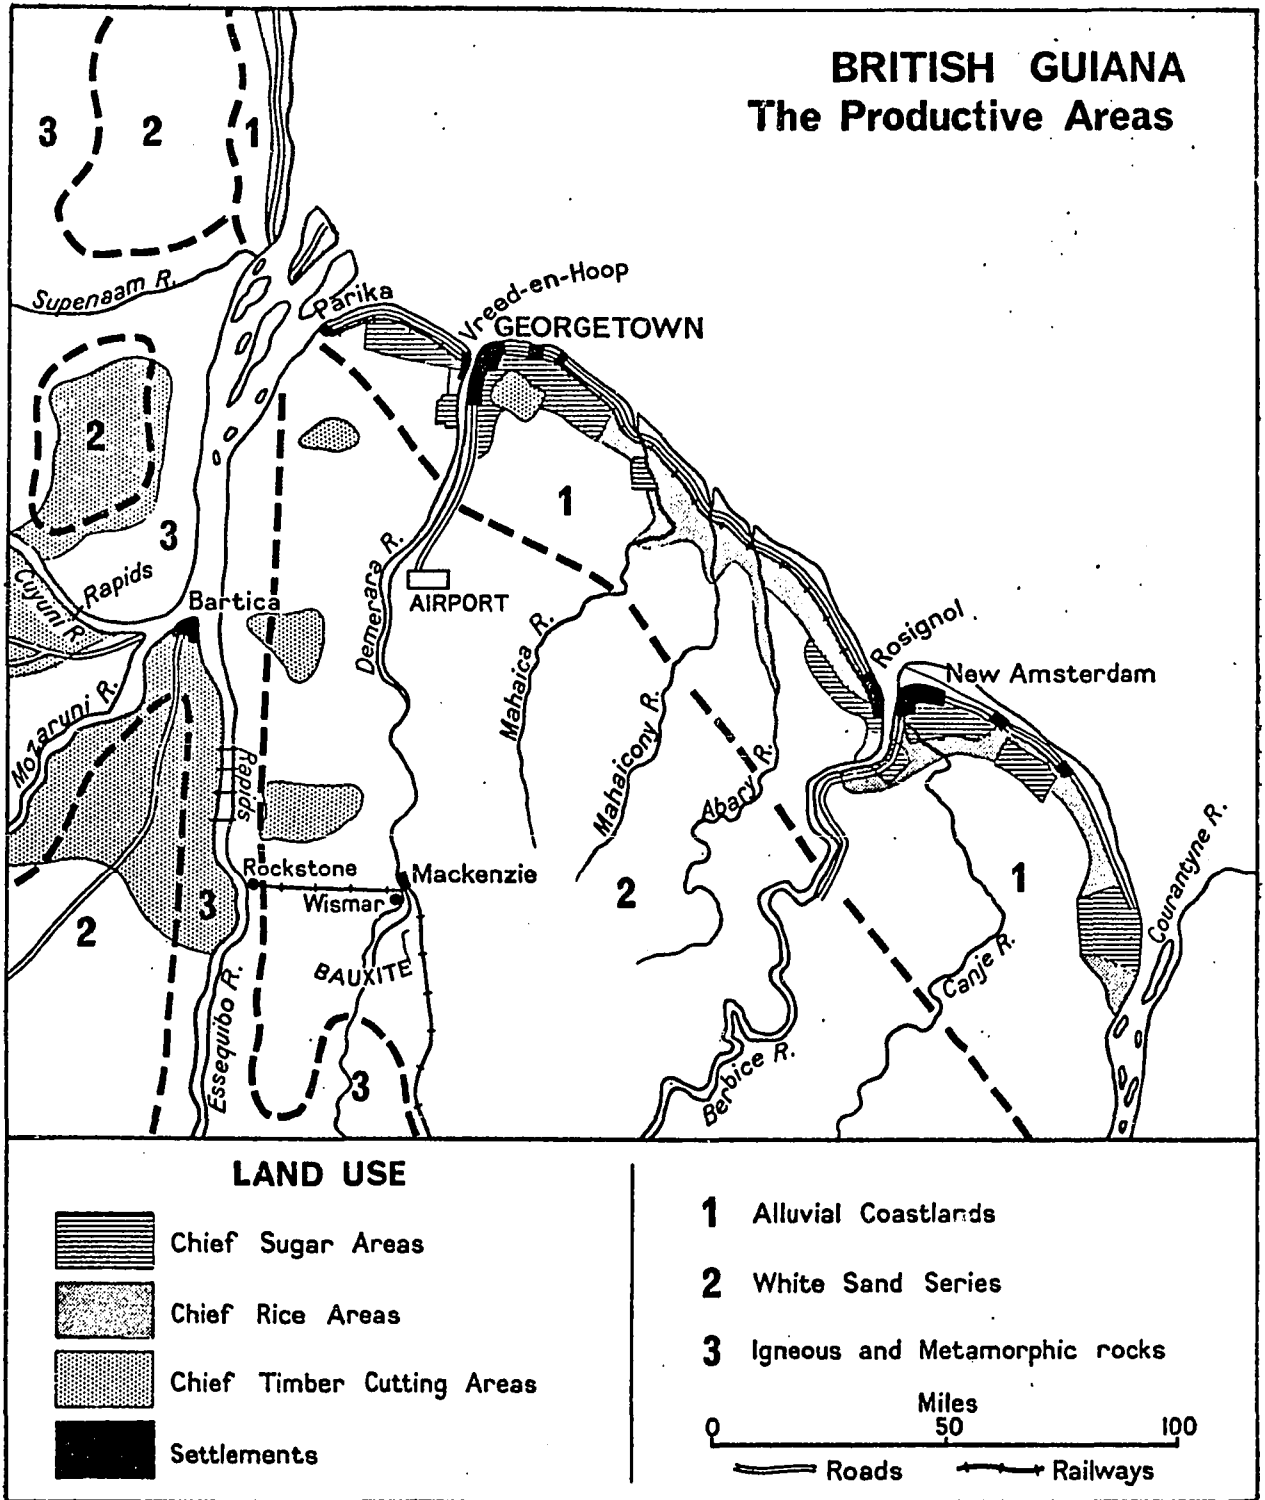 BRITISH GUIANA
The Productive Areas
3
2
1
Supenaam R.
Parika
Vreed-en-Hoop
GEORGETOWN
2
3
1
Cuyuni R.
Rapids
Bartica
Demerara R.
AIRPORT
Mahaica R.
Mahaicony R.
Abary R.
Rosignol
New Amsterdam
Mozaruni R.
Rapids
Rockstone
Mackenzie
Wismar
2
3
2
1
Courantyne R.
BAUXITE
Canje R.
Essequibo R.
3
Berbice R.
LAND USE
Chief Sugar Areas
Chief Rice Areas
Chief Timber Cutting Areas
Settlements
1 Alluvial Coastlands
2 White Sand Series
3 Igneous and Metamorphic rocks
Miles
0 50 100
Roads Railways